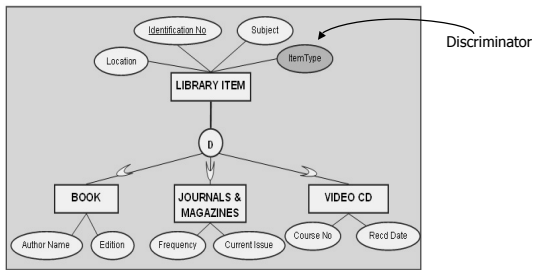 Identification No
Subject
Discriminator
Location
ItemType
LIBRARY ITEM
D
BOOK
JOURNALS &
MAGAZINES
VIDEO CD
Author Name
Edition
Frequency
Current Issue
Course No
Recd Date